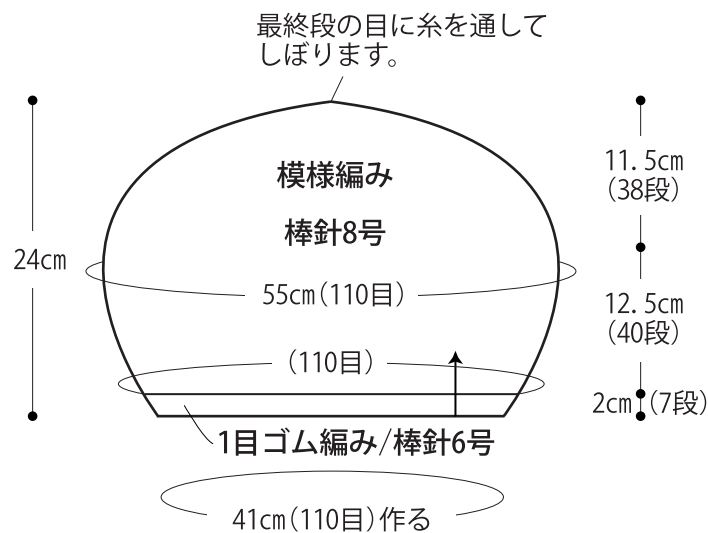 最終段の目に糸を通して
しぼります。
模様編み
棒針8号
11.5cm
(38段)
24cm
55cm(110目)
12.5cm
(40段)
(110目)
2cm (7段)
1目ゴム編み/棒針6号
41cm(110目)作る